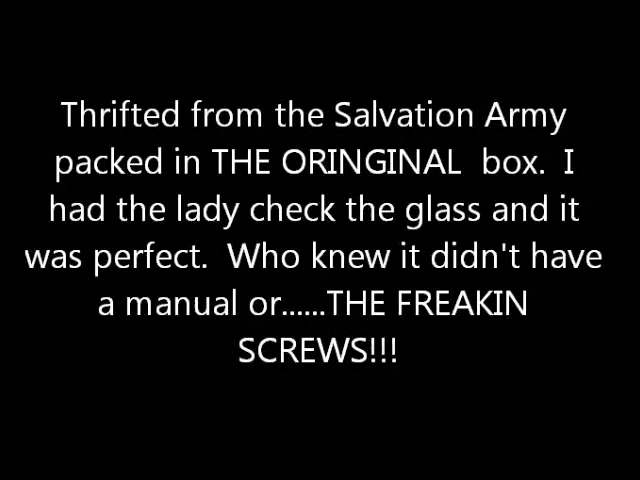 Thrifted from the Salvation Army
packed in THE ORINGINAL  box.  I
had the lady check the glass and it
was perfect.  Who knew it didn't have
a manual or......THE FREAKIN
SCREWS!!!